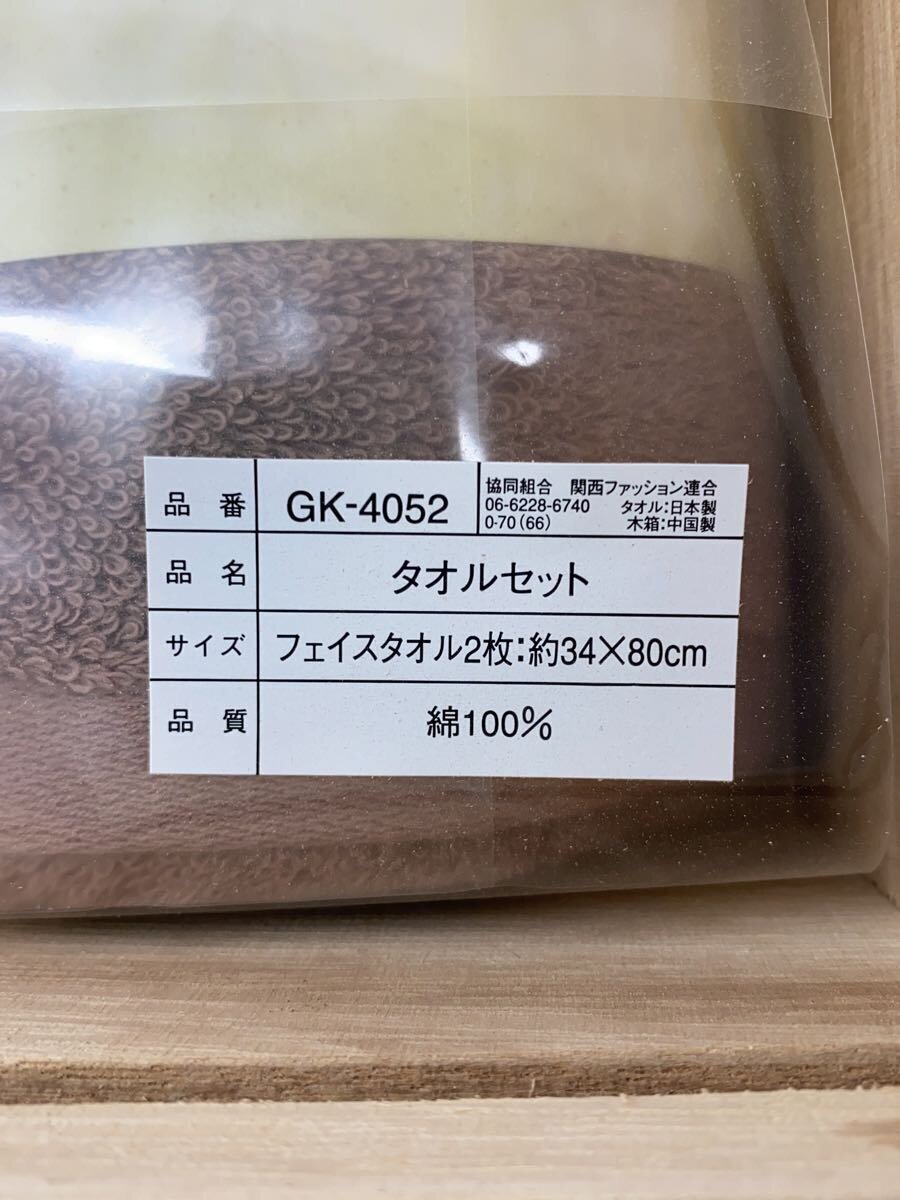 品番 GK-4052
協同組合 関西ファッション連合
06-6228-6740 タオル:日本製
0-70(66) 木箱:中国製
品名 タオルセット
サイズ フェイスタオル2枚:約34×80cm
品質 綿100%